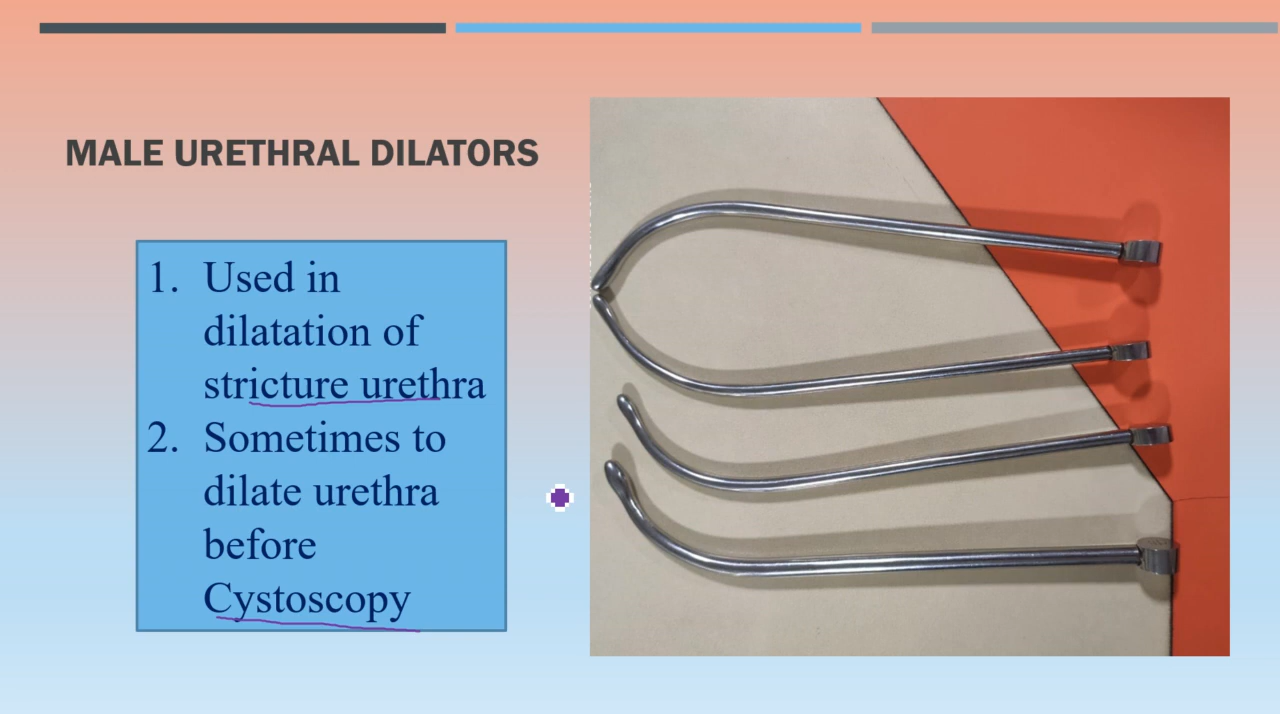 MALE URETHRAL DILATORS
1. Used in
dilatation of
stricture urethra
2. Sometimes to
dilate urethra
before
Cystoscopy